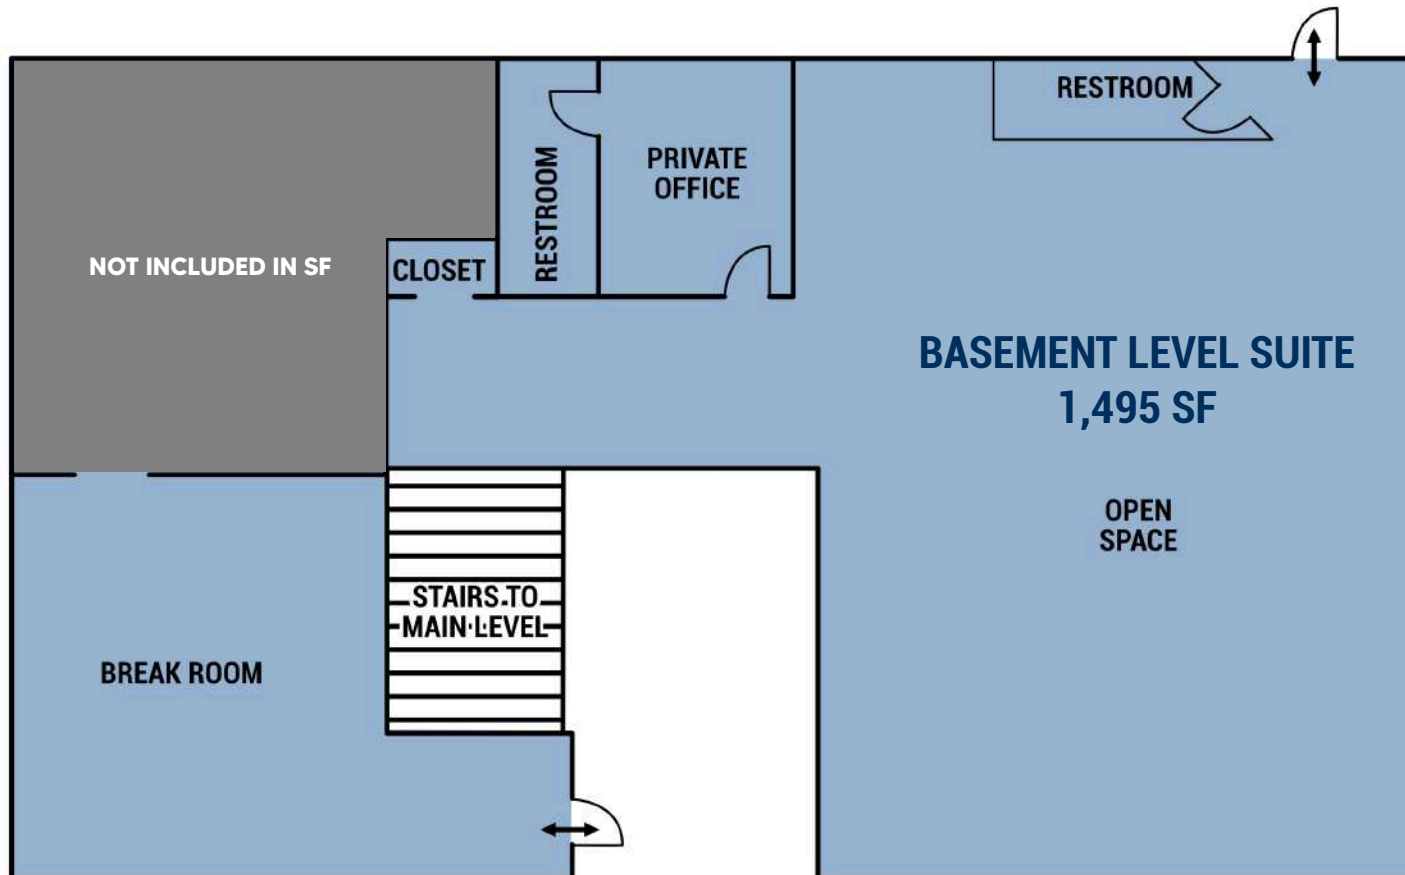 RESTROOM
PRIVATE
OFFICE
RESTROOM
NOT INCLUDED IN SF
CLOSET
BASEMENT LEVEL SUITE
1,495 SF
OPEN
SPACE
STAIRS TO
MAIN LEVEL
BREAK ROOM